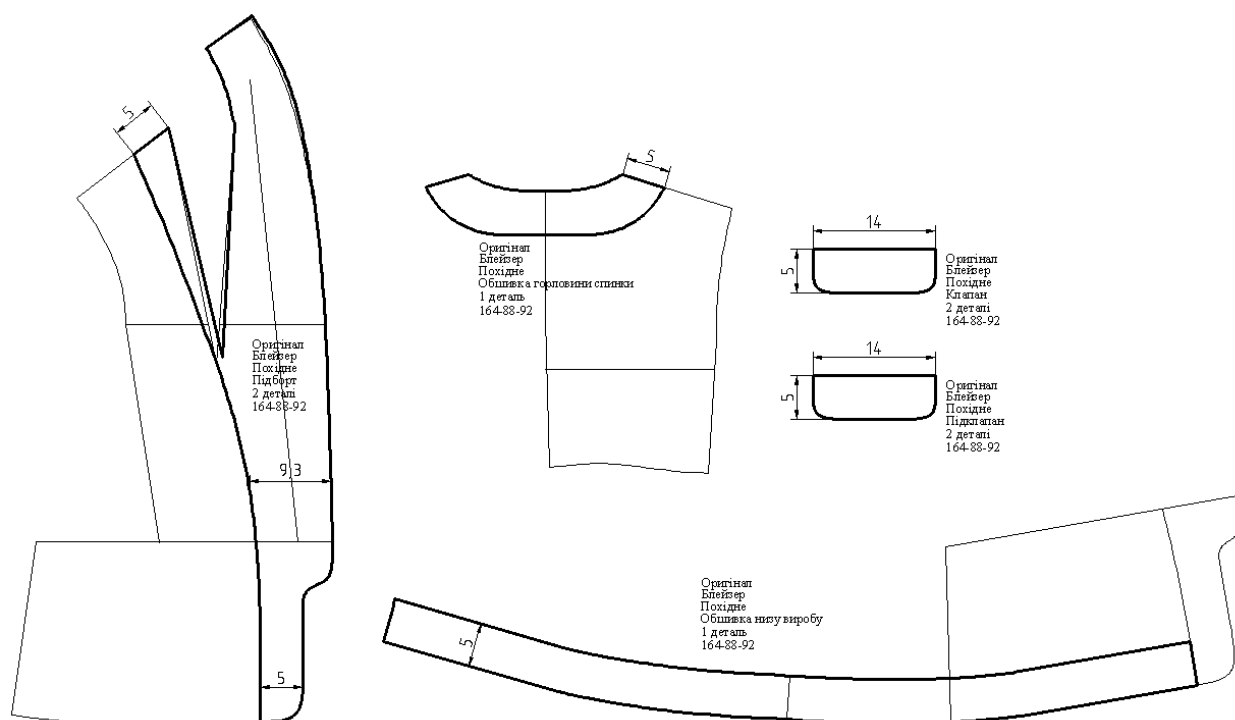 5
5
Оригінал
Блейзер
Похідне
Обшивка горловини спинки
1 деталь
164-88-92
14
5
Оригінал
Блейзер
Похідне
Клапан
2 деталі
164-88-92
Оригінал
Блейзер
Похідне
Підборт
2 деталі
164-88-92
14
5
Оригінал
Блейзер
Похідне
Підклапан
2 деталі
164-88-92
9,3
5
Оригінал
Блейзер
Похідне
Обшивка низу виробу
1 деталь
164-88-92
5